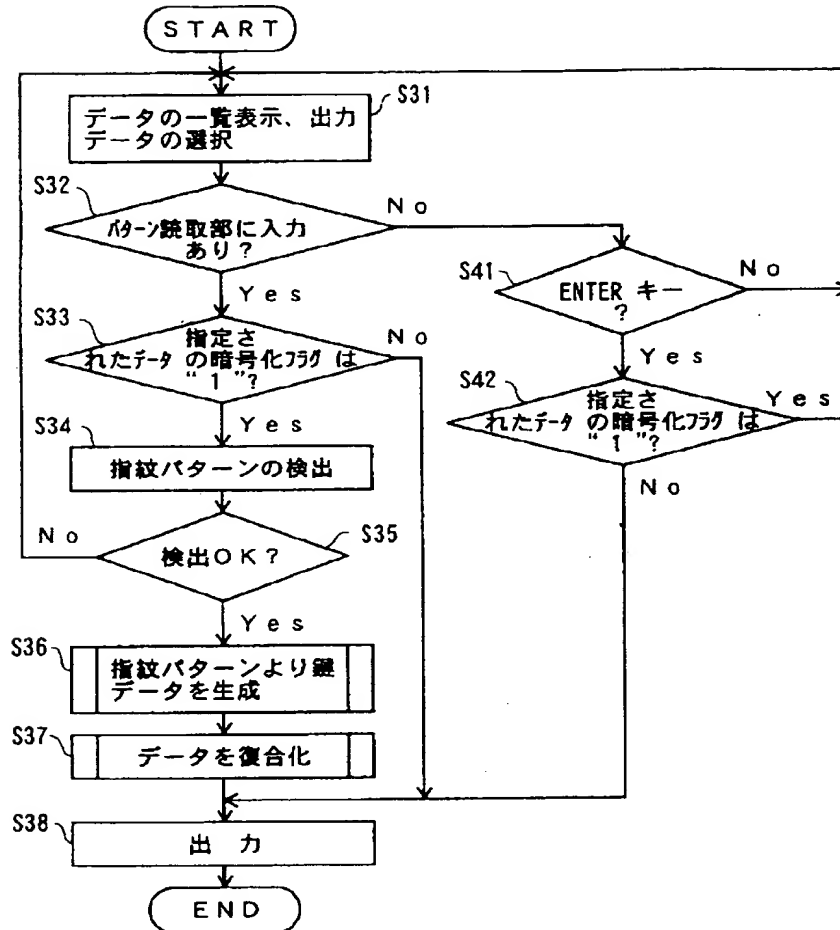 START
データの一覧表示、出力
データの選択
S31
S32
パターン読取部に入力
あり?
No
Yes
S41
ENTER キー
?
No
Yes
S33
指定さ
れたデータ の暗号化フラグ は
“1”?
No
Yes
S42
指定さ
れたデータ の暗号化フラグ は
“1”?
Yes
No
S34
指紋パターンの検出
S35
検出OK?
No
Yes
S36
指紋パターンより鍵
データを生成
S37
データを復合化
S38
出 力
END